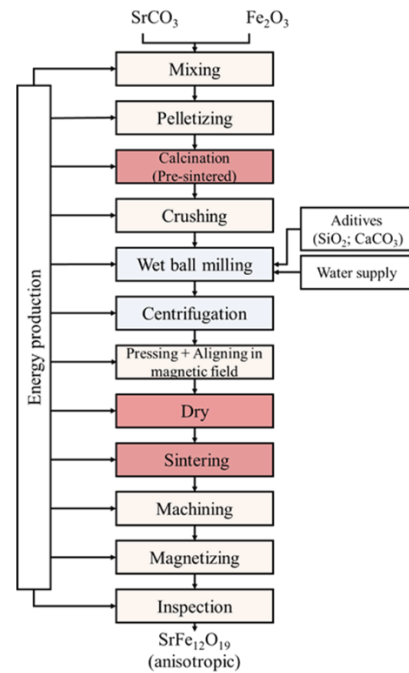 SrCO₃ Fe₂O₃
Mixing
Pelletizing
Calcination
(Pre-sintered)
Crushing
Aditives
(SiO₂; CaCO₃)
Wet ball milling
Water supply
Centrifugation
Energy production
Pressing + Aligning in
magnetic field
Dry
Sintering
Machining
Magnetizing
Inspection
SrFe₁₂O₁₉
(anisotropic)